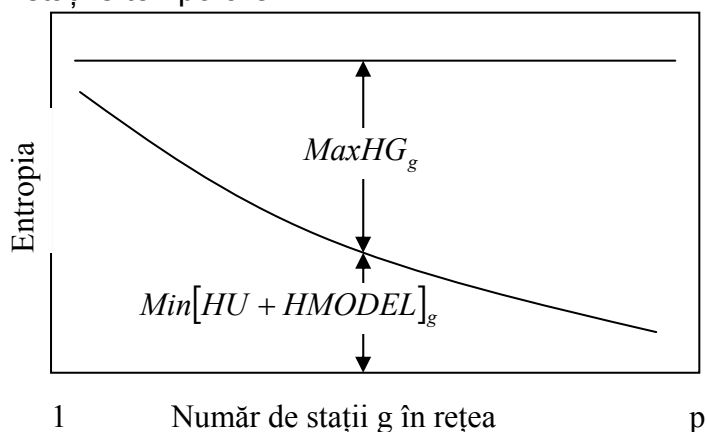 Entropia
MaxHG_g
Min[HU + HMODEL]_g
1 Număr de stații g în rețea p